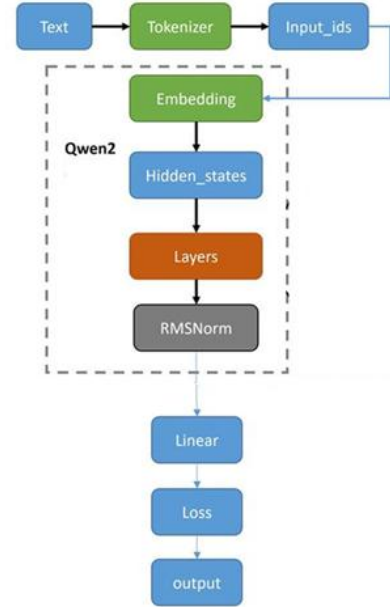 Text
Tokenizer
Input_ids
Embedding
Qwen2
Hidden_states
Layers
RMSNorm
Linear
Loss
output